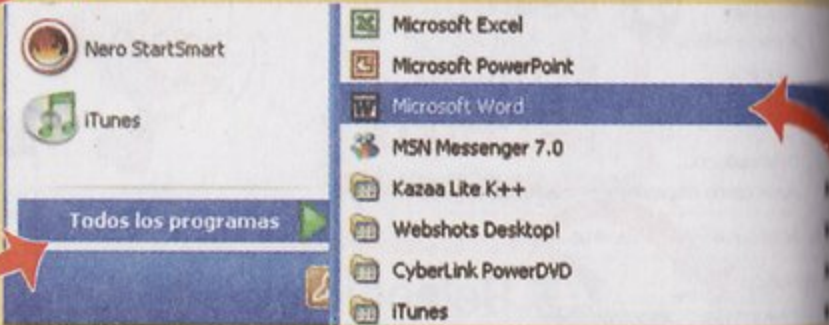 Nero StartSmart
iTunes
Todos los programas
Microsoft Excel
Microsoft PowerPoint
Microsoft Word
MSN Messenger 7.0
Kazaa Lite K++
Webshots Desktop!
CyberLink PowerDVD
iTunes